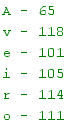 A - 65
v - 118
e - 101
i - 105
r - 114
o - 111